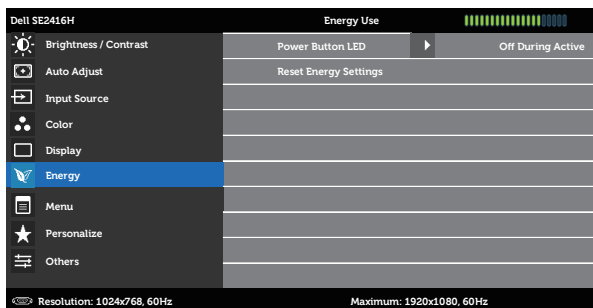 Dell SE2416H Energy Use
Brightness / Contrast Power Button LED Off During Active
Auto Adjust Reset Energy Settings
Input Source
Color
Display
Energy
Menu
Personalize
Others
Resolution: 1024x768, 60Hz Maximum: 1920x1080, 60Hz